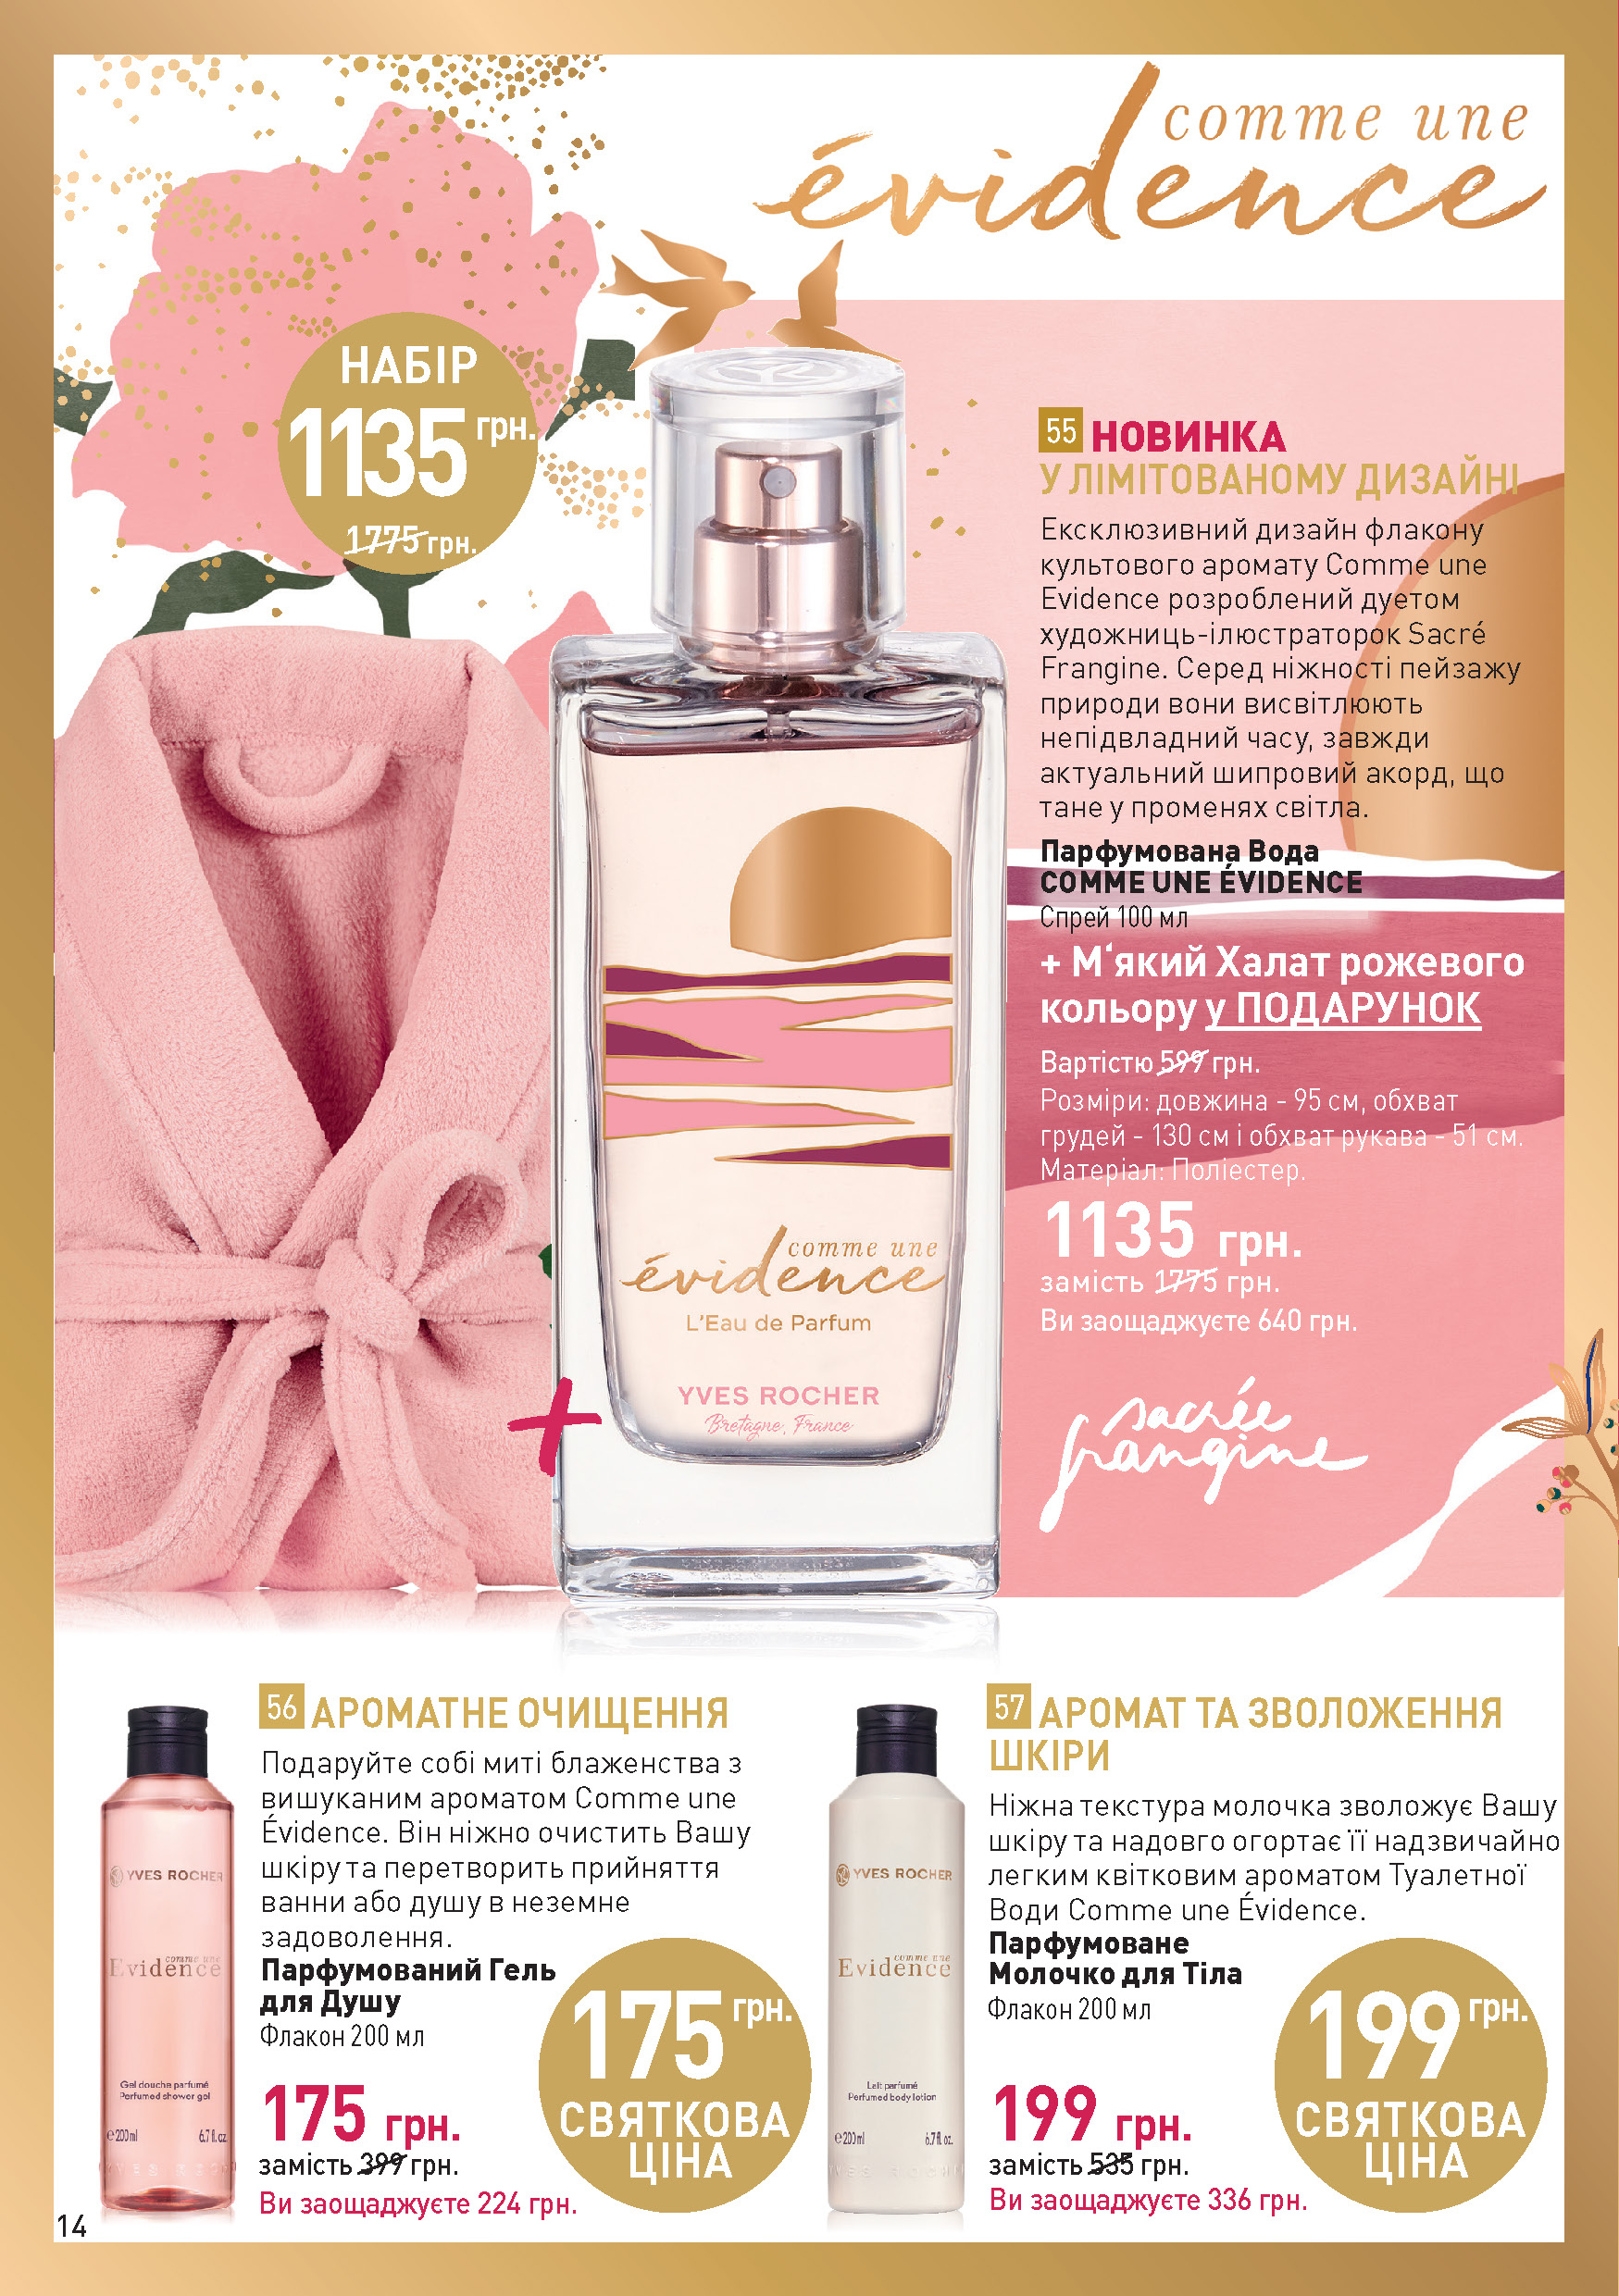 comme une
évidence
НАБІР
1135 грн.
1775 грн.
55 НОВИНКА
У ЛІМІТОВАНОМУ ДИЗАЙНІ
Ексклюзивний дизайн флакону
культового аромату Comme une
Evidence розроблений дуетом
художниць-ілюстраторок Sacré
Frangine. Серед ніжності пейзажу
природи вони висвітлюють
непідвладний часу, завжди
актуальний шипровий акорд, що
тане у променях світла.
Парфумована Вода
COMME UNE ÉVIDENCE
Спрей 100 мл
+ М‘який Халат рожевого
кольору у ПОДАРУНОК
Вартістю 599 грн.
Розміри: довжина - 95 см, обхват
грудей - 130 см і обхват рукава - 51 см.
Матеріал: Поліестер.
1135 грн.
замість 1775 грн.
Ви заощаджуєте 640 грн.
sacrée
frangine
comme une
évidence
L'Eau de Parfum
YVES ROCHER
Bretagne, France
+
56 АРОМАТНЕ ОЧИЩЕННЯ
Подаруйте собі миті блаженства з
вишуканим ароматом Comme une
Évidence. Він ніжно очистить Вашу
шкіру та перетворить прийняття
ванни або душу в неземне
задоволення.
Парфумований Гель
для Душу
Флакон 200 мл
175 грн.
замість 399 грн.
Ви заощаджуєте 224 грн.
175 грн.
СВЯТКОВА
ЦІНА
YVES ROCHER
comme une
Evidence
Gel douche parfumé
Perfumed shower gel
e 200ml 6.7 fl. oz.
57 АРОМАТ ТА ЗВОЛОЖЕННЯ
ШКІРИ
Ніжна текстура молочка зволожує Вашу
шкіру та надовго огортає її надзвичайно
легким квітковим ароматом Туалетної
Води Comme une Évidence.
Парфумоване
Молочко для Тіла
Флакон 200 мл
199 грн.
замість 535 грн.
Ви заощаджуєте 336 грн.
199 грн.
СВЯТКОВА
ЦІНА
YVES ROCHER
comme une
Evidence
Lait parfumé
Perfumed body lotion
e 200ml 6.7 fl. oz.
14